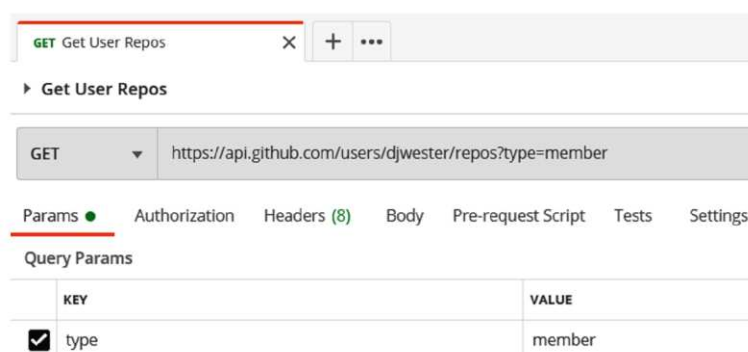 GET Get User Repos
Get User Repos
GET https://api.github.com/users/djwester/repos?type=member
Params Authorization Headers (8) Body Pre-request Script Tests Settings
Query Params
KEY VALUE
type member